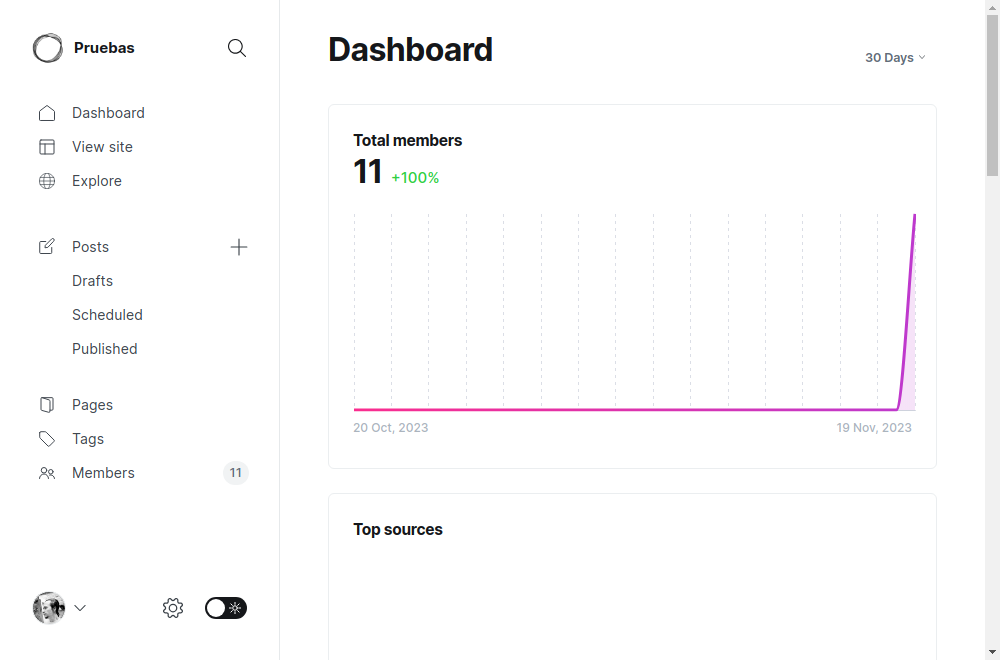 Pruebas
Dashboard
View site
Explore
Posts
Drafts
Scheduled
Published
Pages
Tags
Members 11
Dashboard
30 Days
Total members
11 +100%
20 Oct, 2023 19 Nov, 2023
Top sources